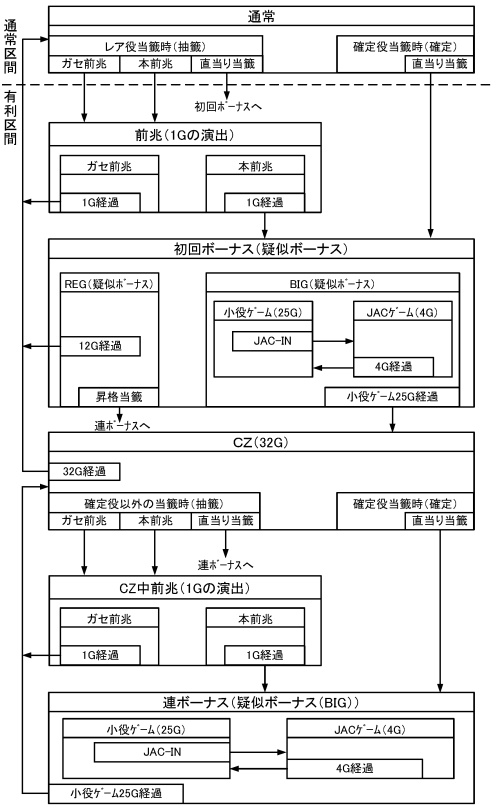 通常
通常区間
レア役当籤時(抽籤)
確定役当籤時(確定)
ガセ前兆
本前兆
直当り当籤
直当り当籤
初回ボーナスへ
有利区間
前兆(1Gの演出)
ガセ前兆
本前兆
1G経過
1G経過
初回ボーナス(疑似ボーナス)
REG(疑似ボーナス)
BIG(疑似ボーナス)
小役ゲーム(25G)
JACゲーム(4G)
JAC-IN
12G経過
4G経過
昇格当籤
小役ゲーム25G経過
連ボーナスへ
CZ(32G)
32G経過
確定役以外の当籤時(抽籤)
確定役当籤時(確定)
ガセ前兆
本前兆
直当り当籤
直当り当籤
連ボーナスへ
CZ中前兆(1Gの演出)
ガセ前兆
本前兆
1G経過
1G経過
連ボーナス(疑似ボーナス(BIG))
小役ゲーム(25G)
JACゲーム(4G)
JAC-IN
4G経過
小役ゲーム25G経過